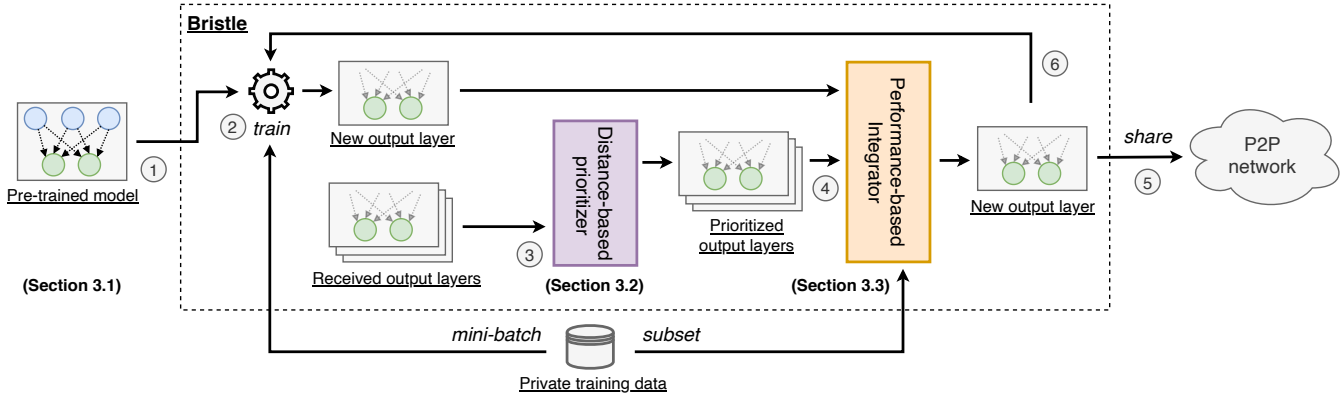 Bristle
Pre-trained model
(Section 3.1)
1
2
train
New output layer
Received output layers
3
Distance-based
prioritizer
(Section 3.2)
Prioritized
output layers
4
Performance-based
Integrator
(Section 3.3)
6
New output layer
share
5
P2P
network
mini-batch
subset
Private training data